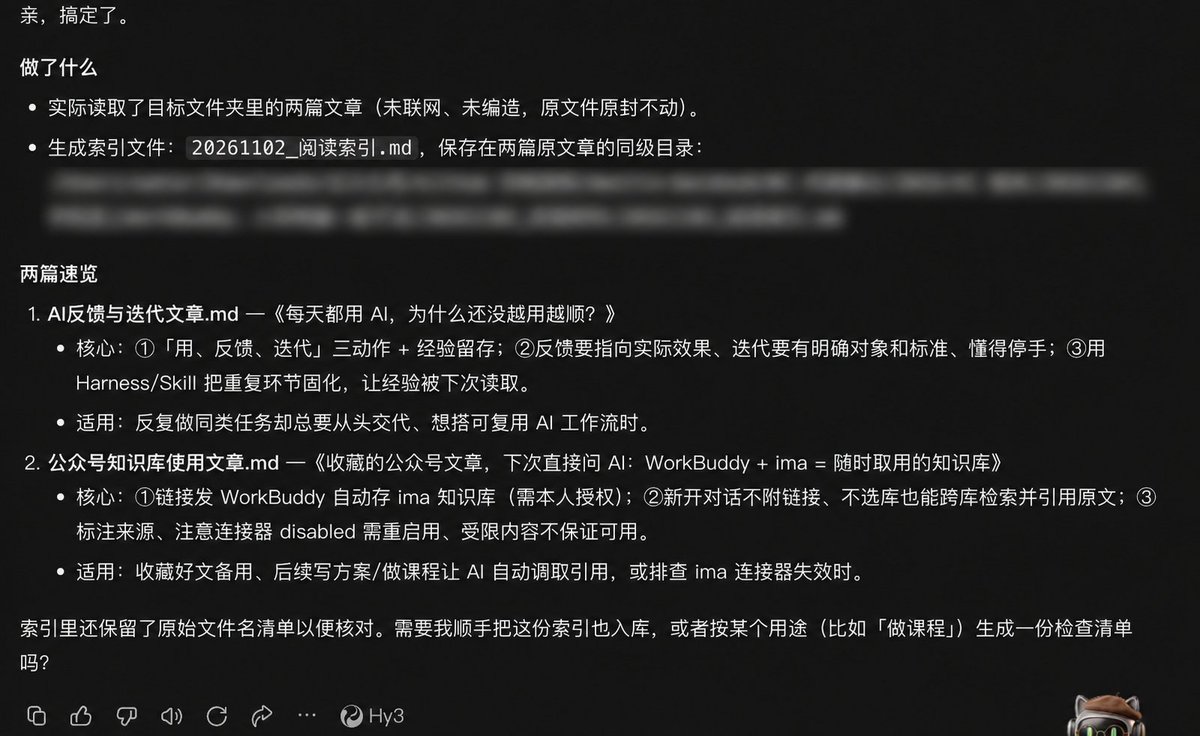 亲，搞定了。
做了什么
• 实际读取了目标文件夹里的两篇文章（未联网、未编造，原文件原封不动）。
• 生成索引文件：20261102_阅读索引.md，保存在两篇原文章的同级目录：
两篇速览
1. AI反馈与迭代文章.md —《每天都用 AI，为什么还没越用越顺？》
• 核心：①「用、反馈、迭代」三动作 + 经验留存；②反馈要指向实际效果、迭代要有明确对象和标准、懂得停手；③用
Harness/Skill 把重复环节固化，让经验被下次读取。
• 适用：反复做同类任务却总要从头交代、想搭可复用 AI 工作流时。
2. 公众号知识库使用文章.md —《收藏的公众号文章，下次直接问 AI：WorkBuddy + ima = 随时取用的知识库》
• 核心：①链接发 WorkBuddy 自动存 ima 知识库（需本人授权）；②新开对话不附链接、不选库也能跨库检索并引用原文；③
标注来源、注意连接器 disabled 需重启用、受限内容不保证可用。
• 适用：收藏好文备用、后续写方案/做课程让 AI 自动调取引用，或排查 ima 连接器失效时。
索引里还保留了原始文件名清单以便核对。需要我顺手把这份索引也入库，或者按某个用途（比如「做课程」）生成一份检查清单
吗？
Hy3